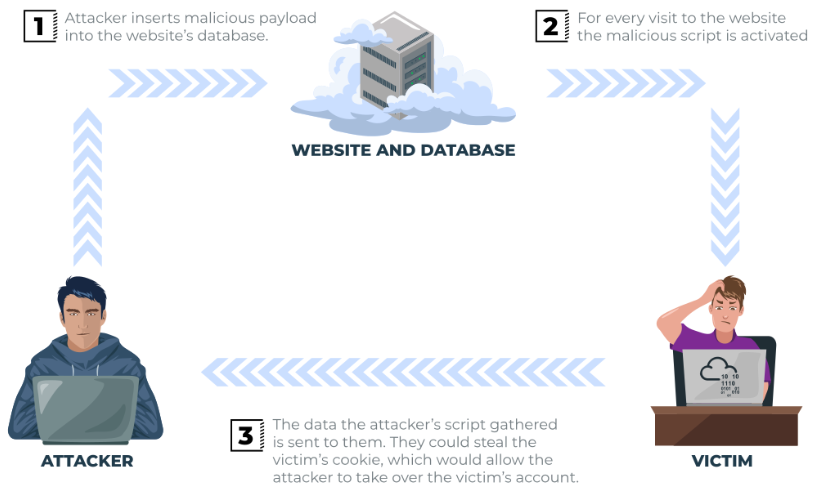 1
Attacker inserts malicious payload
into the website's database.
2
For every visit to the website
the malicious script is activated
WEBSITE AND DATABASE
ATTACKER
3
The data the attacker's script gathered
is sent to them. They could steal the
victim's cookie, which would allow the
attacker to take over the victim's account.
10 10
1110
VICTIM